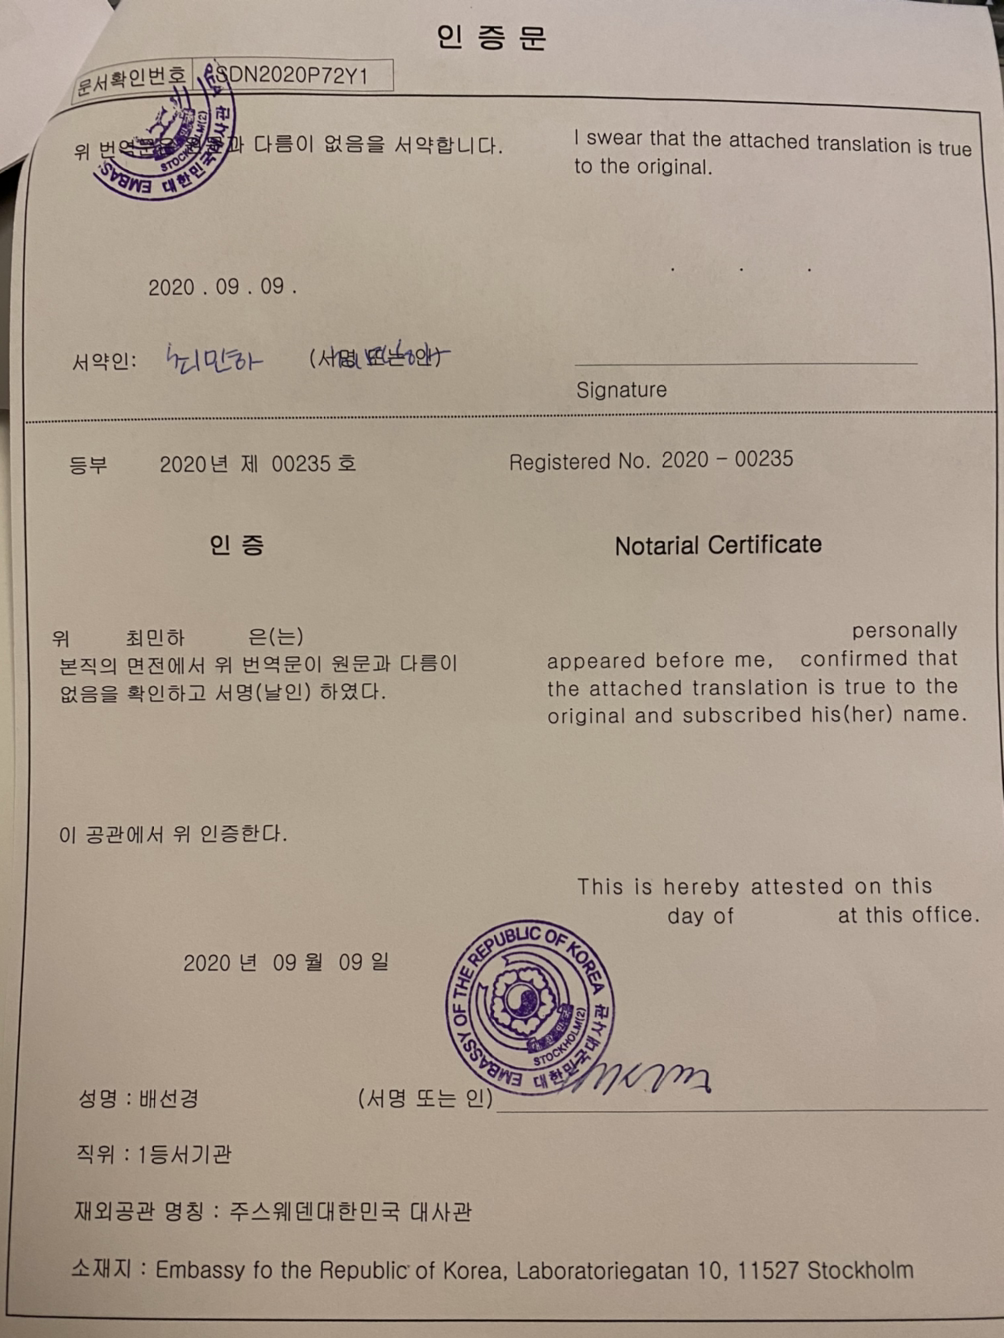 인 증 문
문서확인번호 SDN2020P72Y1
위 번역문은 원문과 다름이 없음을 서약합니다.
I swear that the attached translation is true
to the original.
. . .
2020 . 09 . 09 .
서약인: 최민하 (서명 또는 인)
Signature
등부 2020년 제 00235 호
Registered No. 2020 - 00235
인 증
Notarial Certificate
위 최민하 은(는)
본직의 면전에서 위 번역문이 원문과 다름이
없음을 확인하고 서명(날인) 하였다.
personally
appeared before me, confirmed that
the attached translation is true to the
original and subscribed his(her) name.
이 공관에서 위 인증한다.
This is hereby attested on this
day of at this office.
2020 년 09 월 09 일
EMBASSY OF THE REPUBLIC OF KOREA
STOCKHOLM(2)
대한민국대사관
성명 : 배선경 (서명 또는 인)
직위 : 1등서기관
재외공관 명칭 : 주스웨덴대한민국 대사관
소재지 : Embassy fo the Republic of Korea, Laboratoriegatan 10, 11527 Stockholm
EMBAS
STOCKHOLM(2)
대한민국대사관